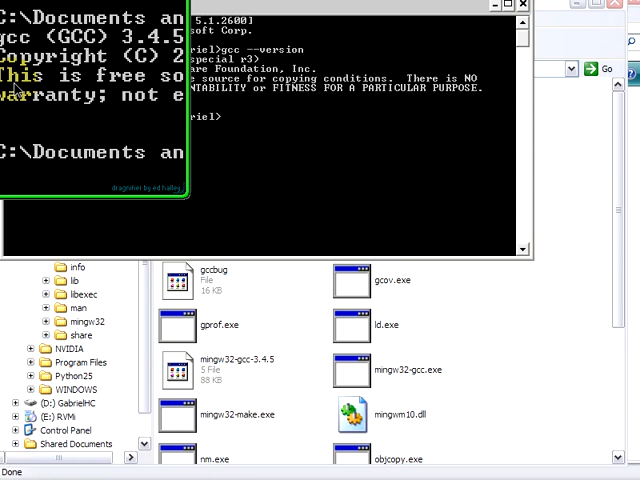 C:\Documents an
gcc (GCC) 3.4.5
Copyright (C) 2
This is free so
warranty; not e
C:\Documents an
dragnifier by ed halley
5.1.2600]
soft Corp.
riel>gcc --version
special r3)
are Foundation, Inc.
e source for copying conditions. There is NO
NTABILITY or FITNESS FOR A PARTICULAR PURPOSE.
riel>
Go
info
lib
libexec
man
mingw32
share
NVIDIA
Program Files
Python25
WINDOWS
(D:) GabrielHC
(E:) RVMi
Control Panel
Shared Documents
gccbug
File
16 KB
gcov.exe
gprof.exe
ld.exe
mingw32-gcc-3.4.5
5 File
88 KB
mingw32-gcc.exe
mingw32-make.exe
mingwm10.dll
nm.exe
objcopy.exe
Done